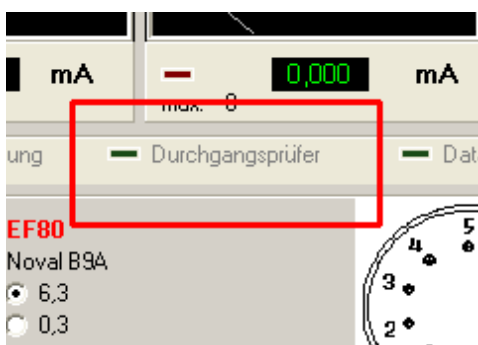 mA 0,000 mA
max. 0
ung Durchgangsprüfer Dat
EF80
Noval B9A
6,3
0,3
5
4
3
2